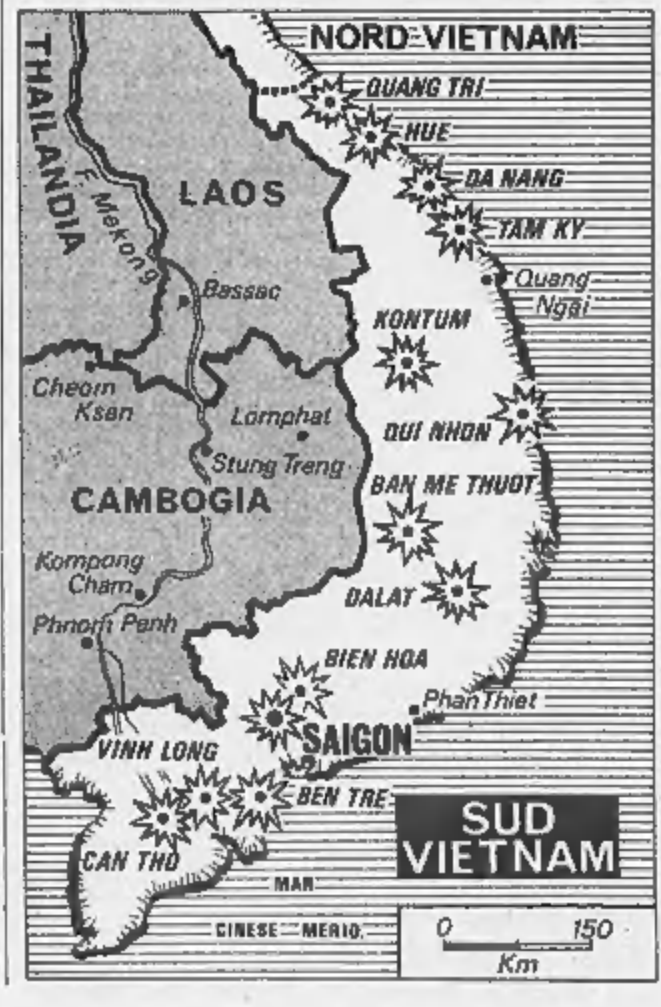 NORD VIETNAM
THAILANDIA
QUANG TRI
HUE
F. Mekong
LAOS
DA NANG
TAM KY
Bassac
Quang
Ngai
KONTUM
Cheom
Ksan
Lomphat
QUI NHON
Stung Treng
BAN ME THUOT
CAMBOGIA
Kompong
Cham
DALAT
Phnom Penh
BIEN HOA
Phan Thiet
SAIGON
VINH LONG
BEN TRE
SUD
VIETNAM
CAN THO
MAR
CINESE MERID.
0 150
Km